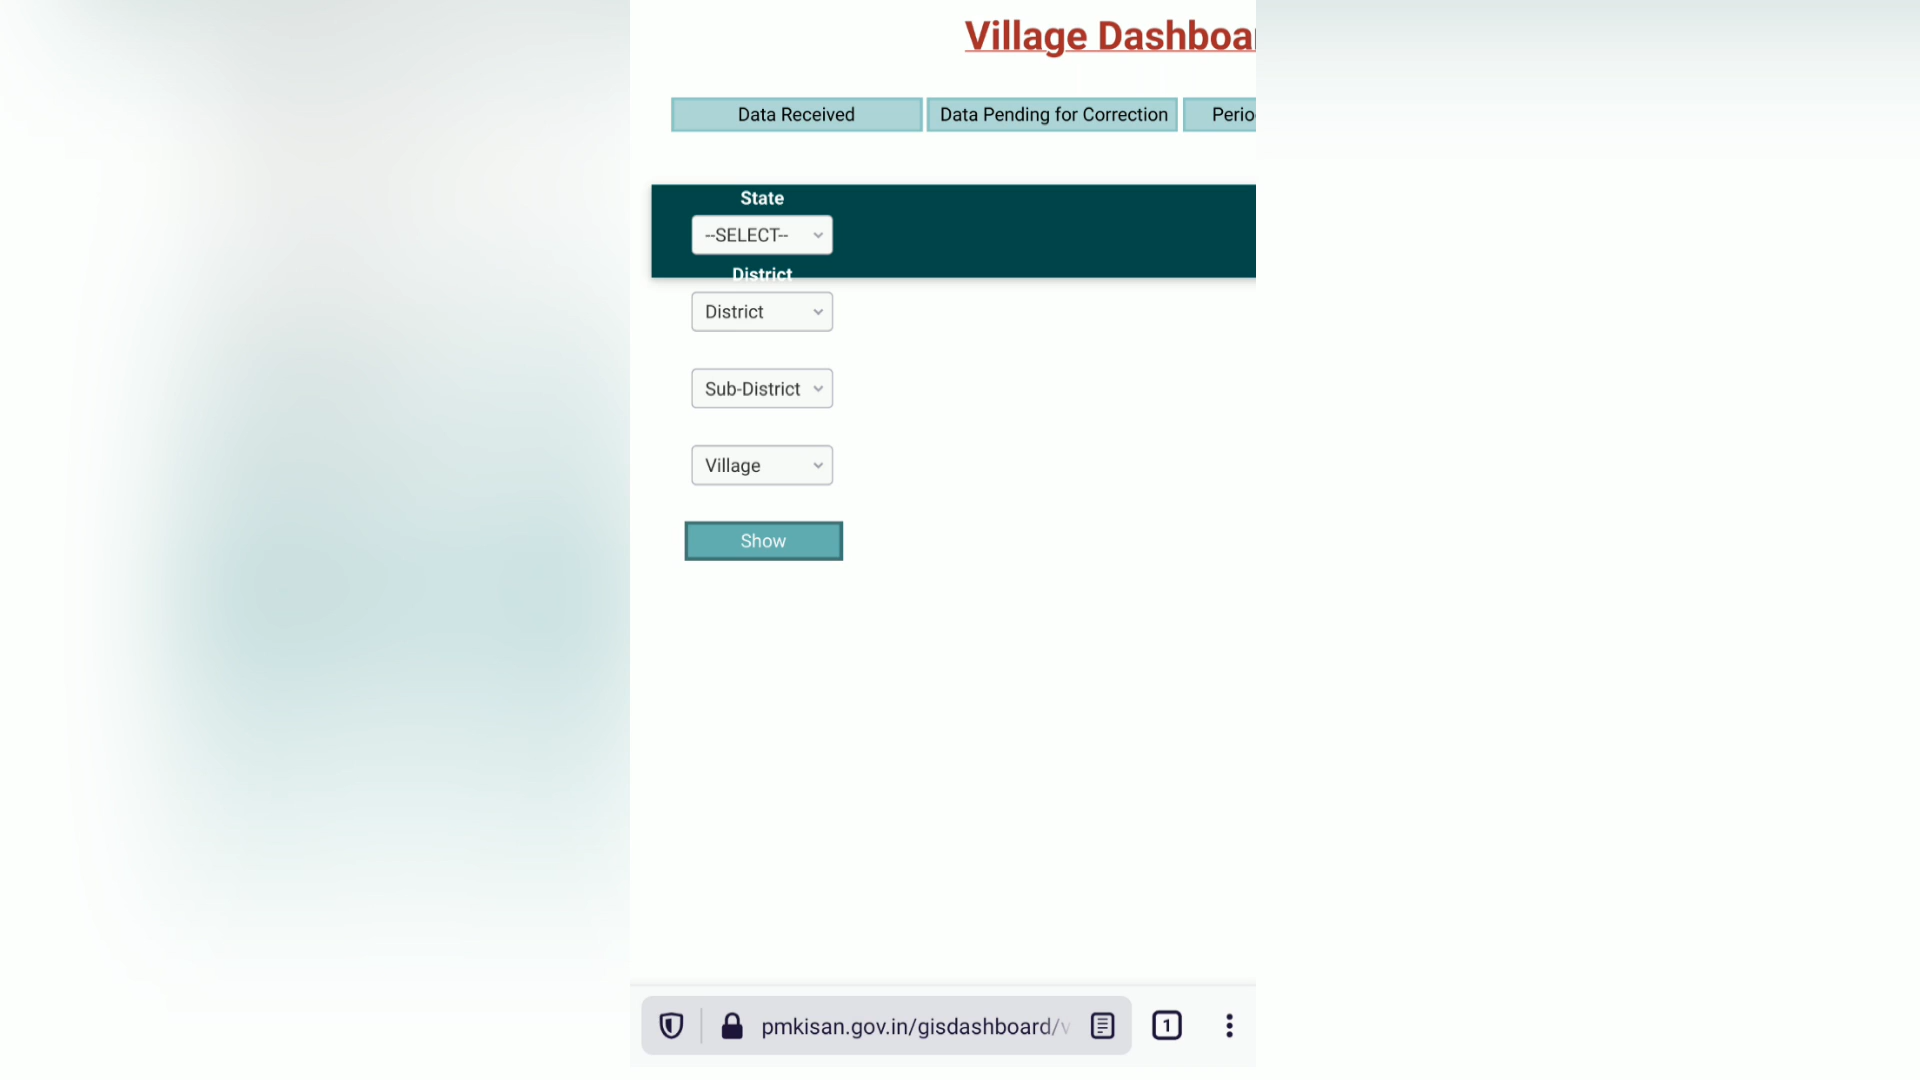 Village Dashboa
Data Received
Data Pending for Correction
Perio
State
--SELECT--
District
District
Sub-District
Village
Show
pmkisan.gov.in/gisdashboard/v
1